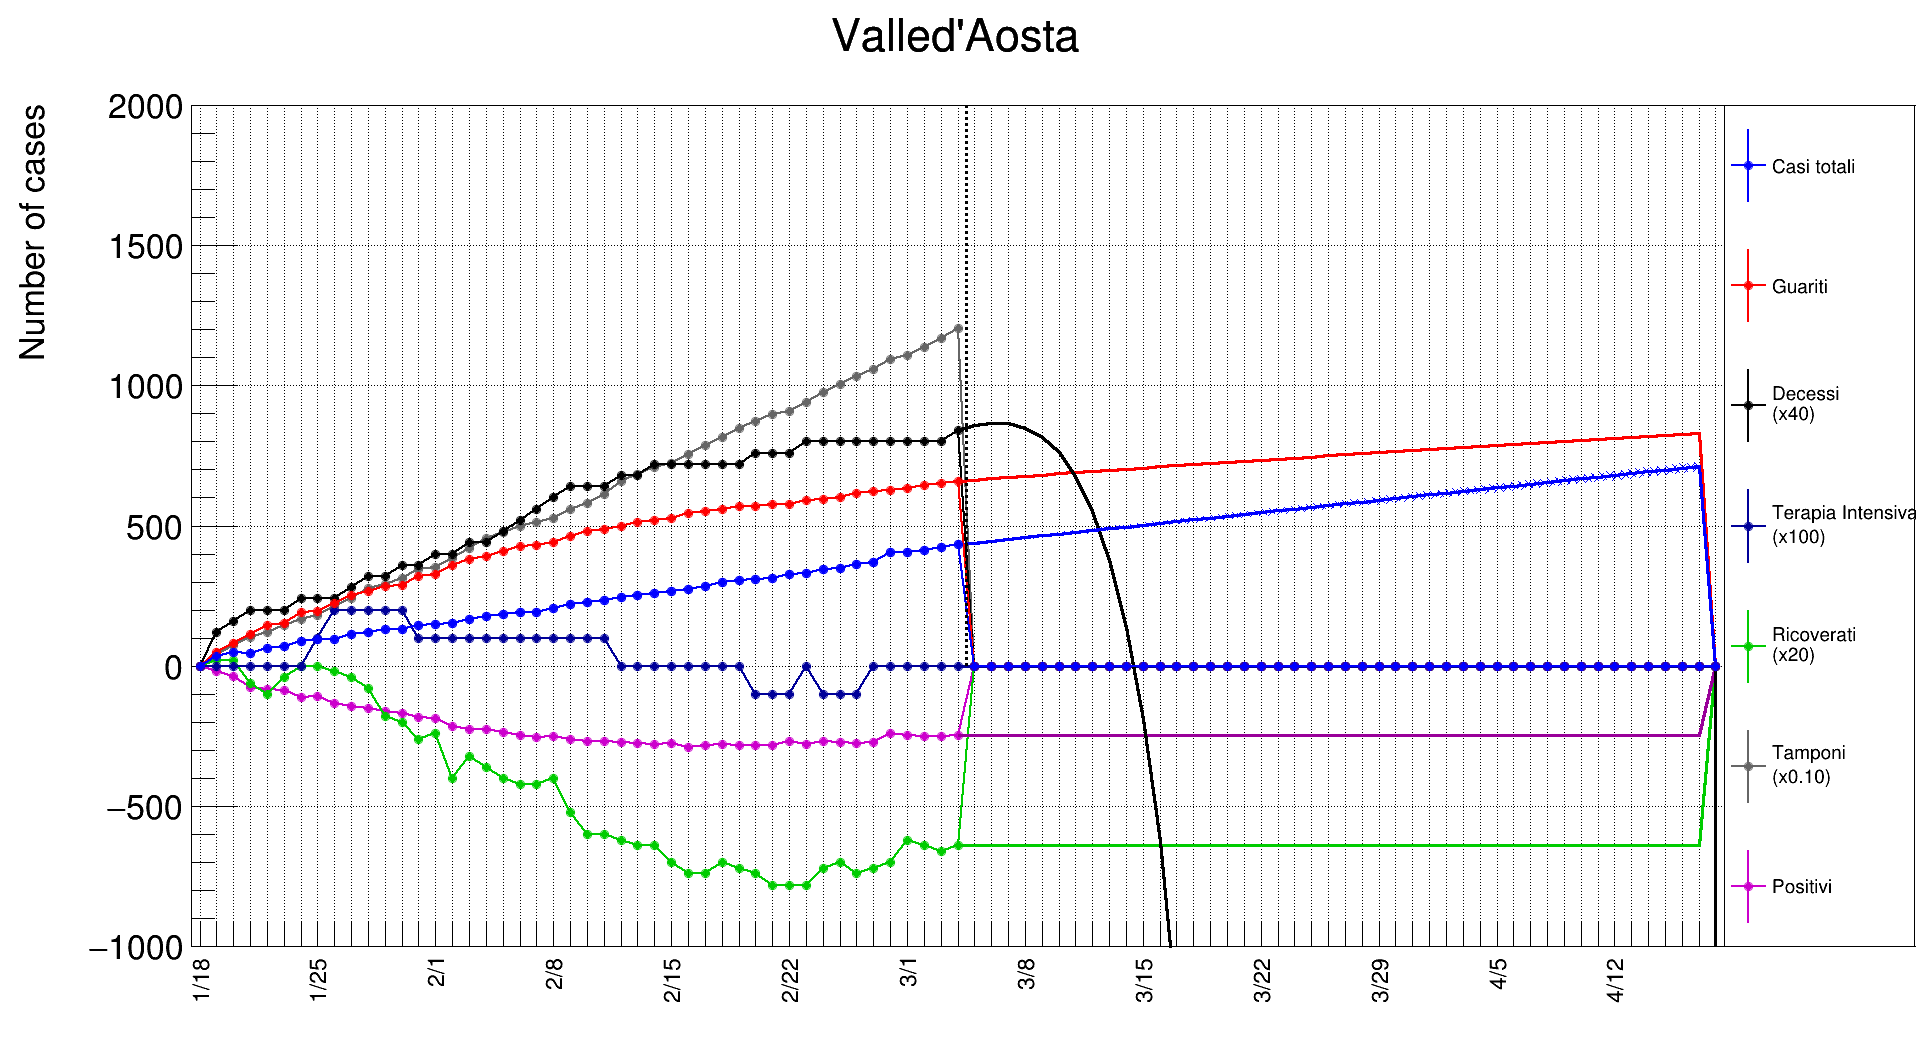 Valled'Aosta
Number of cases
2000
1500
1000
500
0
−500
−1000
1/18
1/25
2/1
2/8
2/15
2/22
3/1
3/8
3/15
3/22
3/29
4/5
4/12
Casi totali
Guariti
Decessi
(x40)
Terapia Intensiva
(x100)
Ricoverati
(x20)
Tamponi
(x0.10)
Positivi